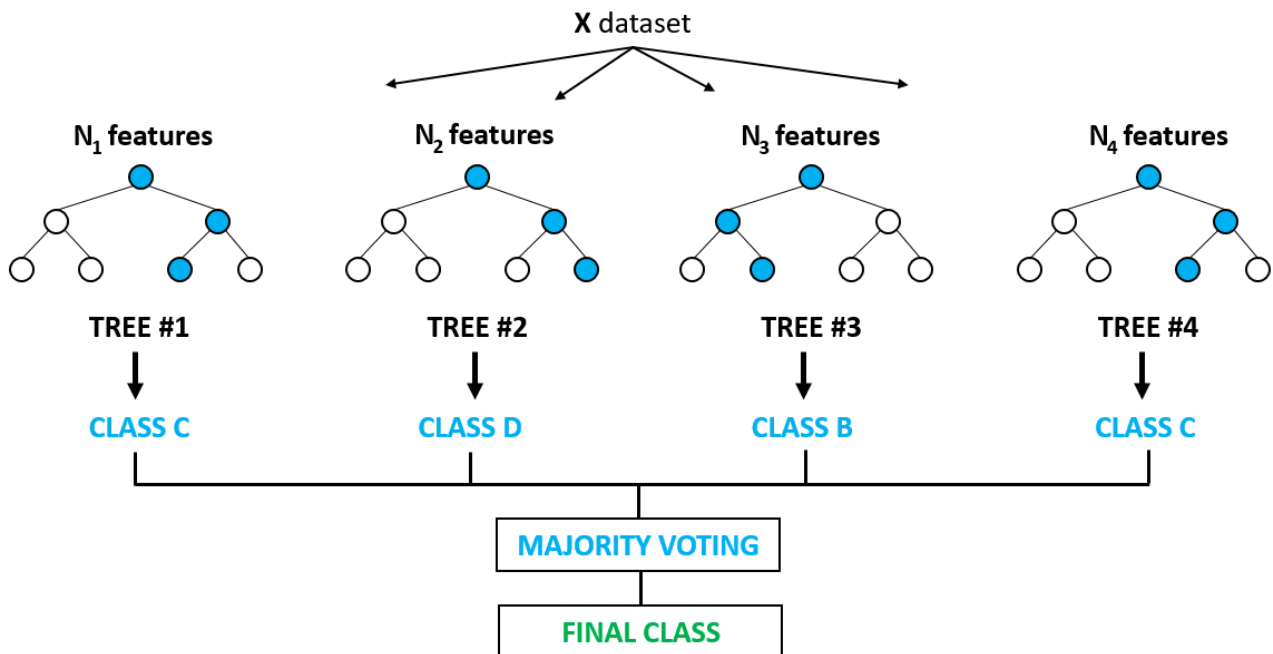 X dataset
N₁ features
N₂ features
N₃ features
N₄ features
TREE #1
TREE #2
TREE #3
TREE #4
CLASS C
CLASS D
CLASS B
CLASS C
MAJORITY VOTING
FINAL CLASS